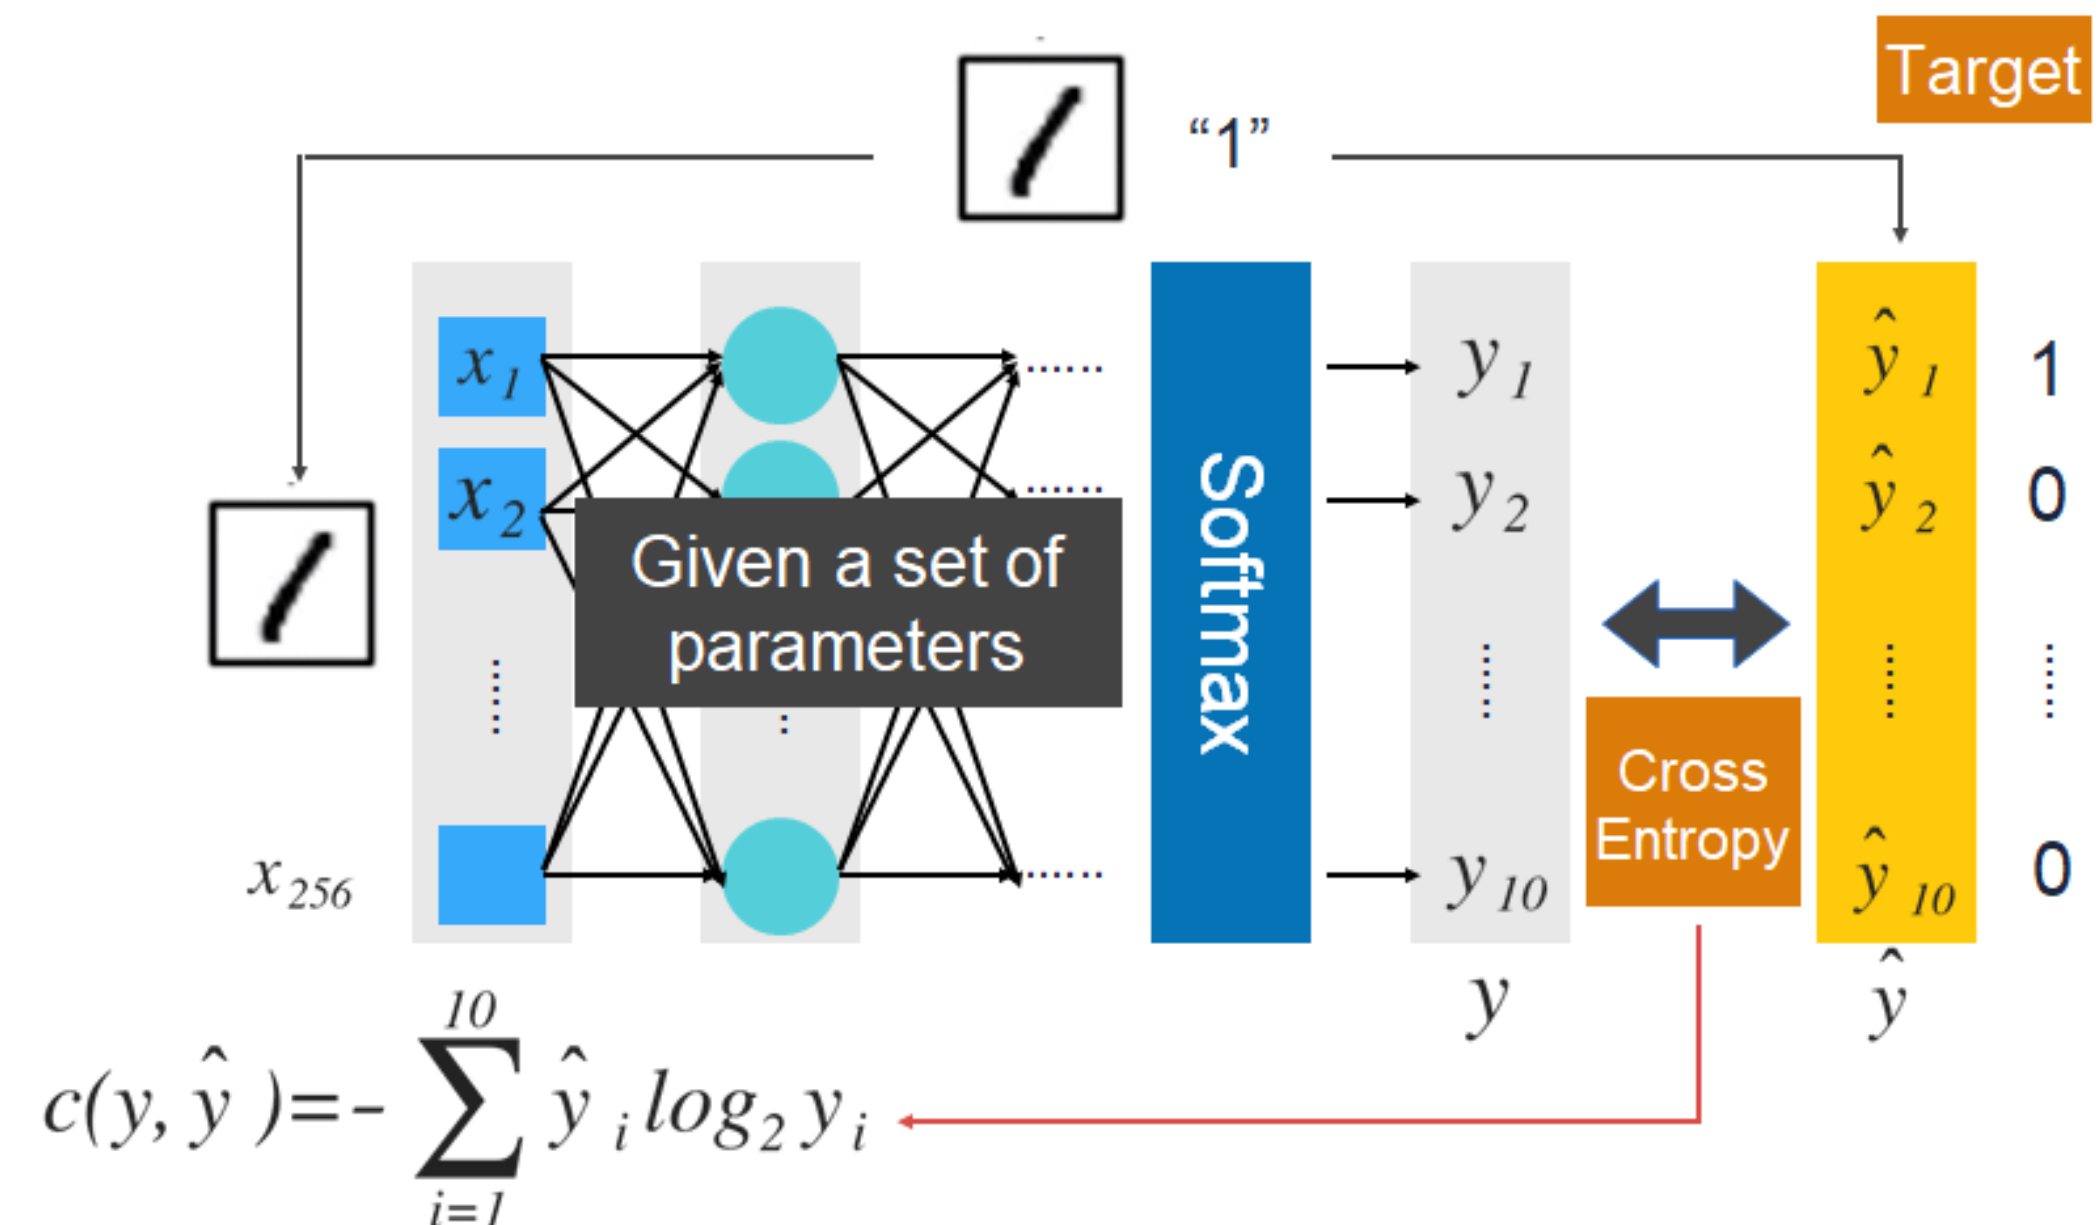 Target
“1”
x1
x2
......
x256
Given a set of
parameters
......
......
......
Softmax
y1
y2
......
y10
y
Cross
Entropy
ŷ1
ŷ2
......
ŷ10
ŷ
1
0
......
0
c(y, ŷ)=-∑ ŷi log2 yi
10
i=1